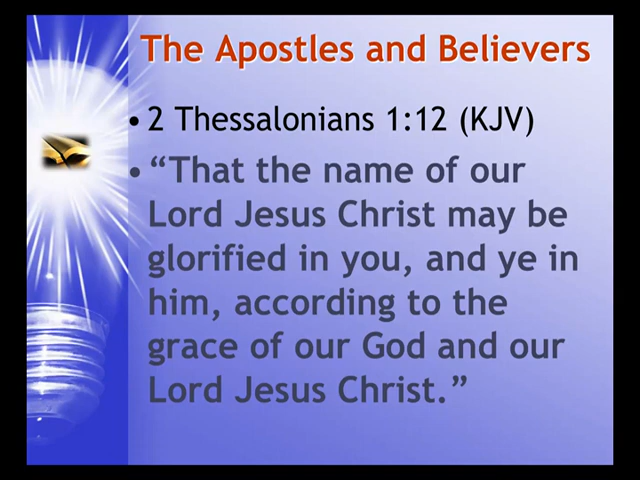 The Apostles and Believers
• 2 Thessalonians 1:12 (KJV)
• “That the name of our
Lord Jesus Christ may be
glorified in you, and ye in
him, according to the
grace of our God and our
Lord Jesus Christ.”